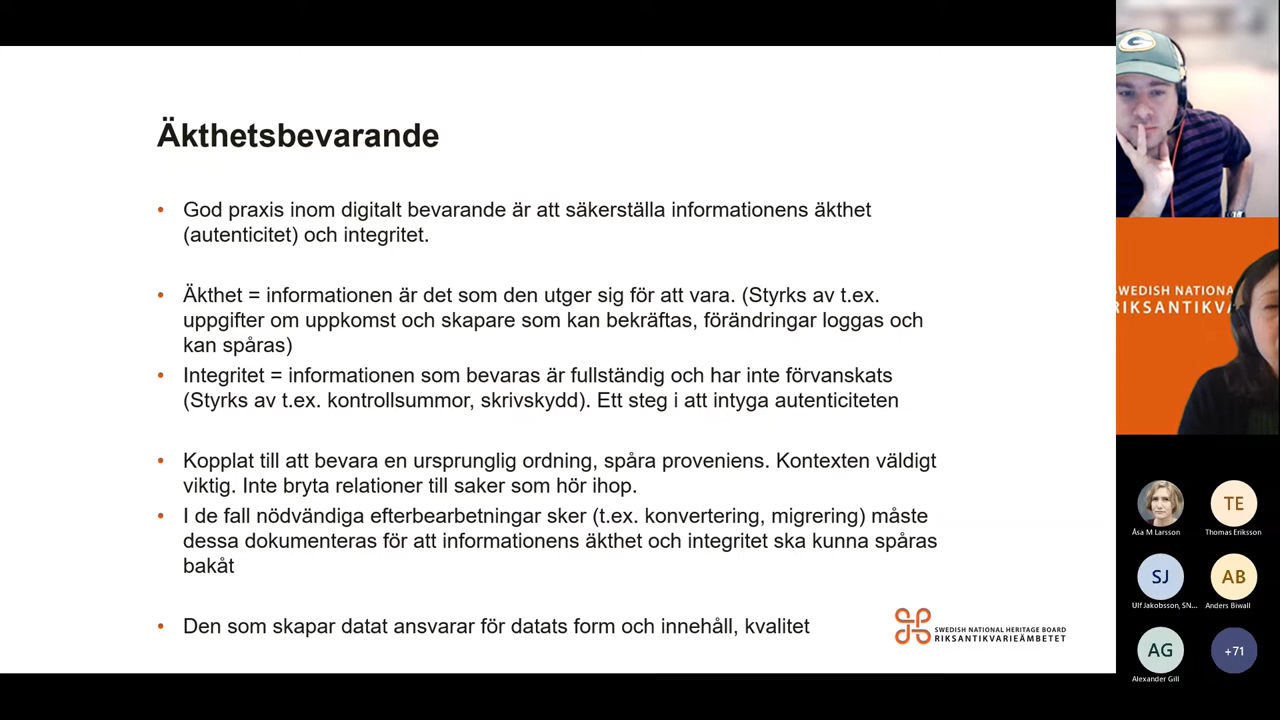 Äkthetsbevarande
• God praxis inom digitalt bevarande är att säkerställa informationens äkthet
(autenticitet) och integritet.
• Äkthet = informationen är det som den utger sig för att vara. (Styrks av t.ex.
uppgifter om uppkomst och skapare som kan bekräftas, förändringar loggas och
kan spåras)
• Integritet = informationen som bevaras är fullständig och har inte förvanskats
(Styrks av t.ex. kontrollsummor, skrivskydd). Ett steg i att intyga autenticiteten
• Kopplat till att bevara en ursprunglig ordning, spåra proveniens. Kontexten väldigt
viktig. Inte bryta relationer till saker som hör ihop.
• I de fall nödvändiga efterbearbetningar sker (t.ex. konvertering, migrering) måste
dessa dokumenteras för att informationens äkthet och integritet ska kunna spåras
bakåt
• Den som skapar datat ansvarar för datats form och innehåll, kvalitet
SWEDISH NATIONAL HERITAGE BOARD
RIKSANTIKVARIEÄMBETET
G
SWEDISH NATIONA
RIKSANTIKVA
Åsa M Larsson
TE
Thomas Eriksson
SJ
Ulf Jakobsson, SN...
AB
Anders Biwall
AG
Alexander Gill
+71